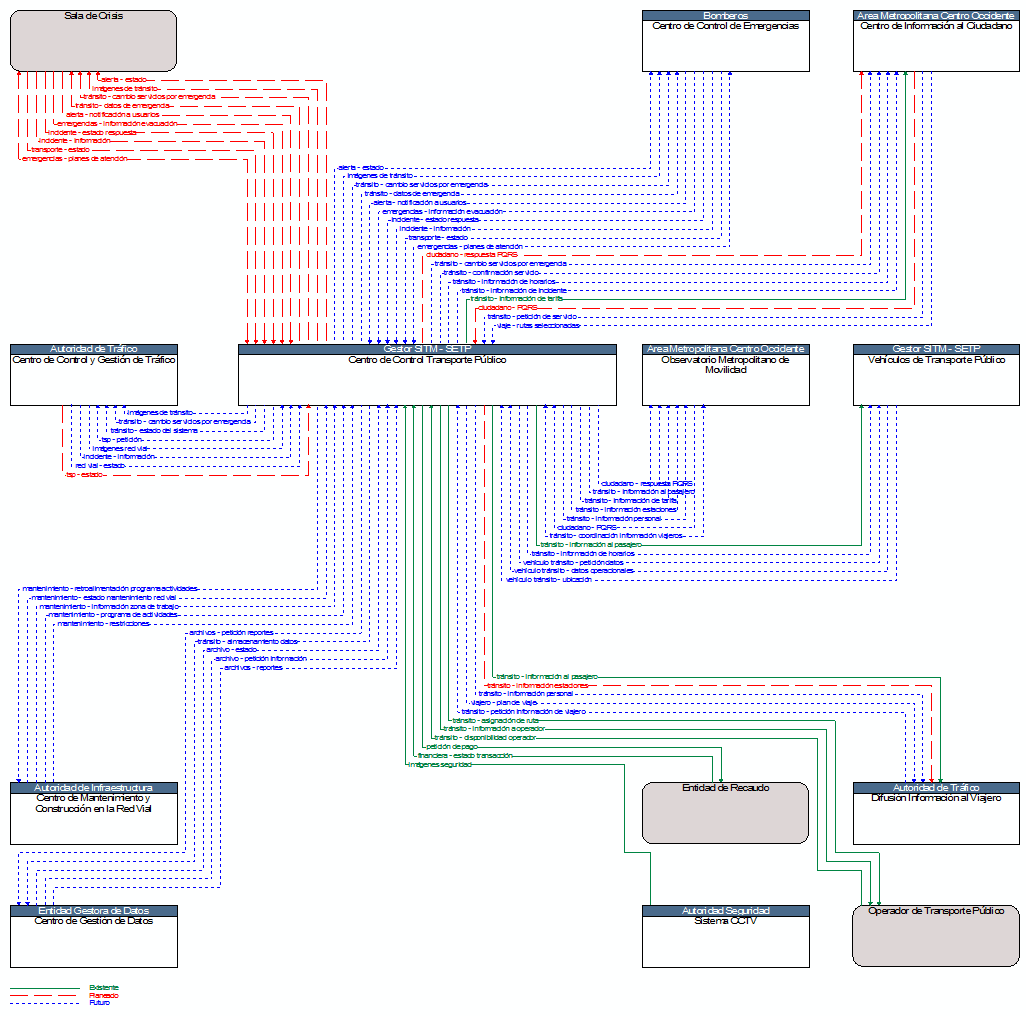 Sala de Crisis
Bomberos
Centro de Control de Emergencias
Area Metropolitana Centro Occidente
Centro de Información al Ciudadano
alerta - estado
imágenes de tránsito
tránsito - cambio servicios por emergencia
tránsito - datos de emergencia
alerta - notificación a usuarios
emergencias - información evacuación
incidente - estado respuesta
incidente - información
transporte - estado
emergencias - planes de atención
alerta - estado
imágenes de tránsito
tránsito - cambio servicios por emergencia
tránsito - datos de emergencia
alerta - notificación a usuarios
emergencias - información evacuación
incidente - estado respuesta
incidente - información
transporte - estado
emergencias - planes de atención
ciudadano - respuesta PQRS
tránsito - cambio servicios por emergencia
tránsito - confirmación servicio
tránsito - información de horarios
tránsito - información de incidente
tránsito - información de tarifa
ciudadano - PQRS
tránsito - petición de servicio
viaje - rutas seleccionadas
Autoridad de Tráfico
Centro de Control y Gestión de Tráfico
Gestor SITM - SETP
Centro de Control Transporte Público
Area Metropolitana Centro Occidente
Observatorio Metropolitano de
Movilidad
Gestor SITM - SETP
Vehículos de Transporte Público
imágenes de tránsito
tránsito - cambio servicios por emergencia
tránsito - estado del sistema
tsp - petición
imágenes red vial
incidente - información
red vial - estado
tsp - estado
ciudadano - respuesta PQRS
tránsito - información al pasajero
tránsito - información de tarifa
tránsito - información estaciones
tránsito - información personal
ciudadano - PQRS
tránsito - coordinación información viajeros
tránsito - información al pasajero
tránsito - información de horarios
vehículo tránsito - petición datos
vehículo tránsito - datos operacionales
vehículo tránsito - ubicación
mantenimiento - retroalimentación programa actividades
mantenimiento - estado mantenimiento red vial
mantenimiento - información zona de trabajo
mantenimiento - programa de actividades
mantenimiento - restricciones
archivos - petición reportes
tránsito - almacenamiento datos
archivo - estado
archivo - petición información
archivos - reportes
tránsito - información al pasajero
tránsito - información estaciones
tránsito - información personal
viajero - plan de viaje
tránsito - petición información de viajero
tránsito - asignación de ruta
tránsito - información a operador
tránsito - disponibilidad operador
petición de pago
financiera - estado transacción
imágenes seguridad
Autoridad de Infraestructura
Centro de Mantenimiento y
Construcción en la Red Vial
Entidad de Recaudo
Autoridad de Tráfico
Difusión Información al Viajero
Entidad Gestora de Datos
Centro de Gestión de Datos
Autoridad Seguridad
Sistema CCTV
Operador de Transporte Público
Existente
Planeado
Futuro